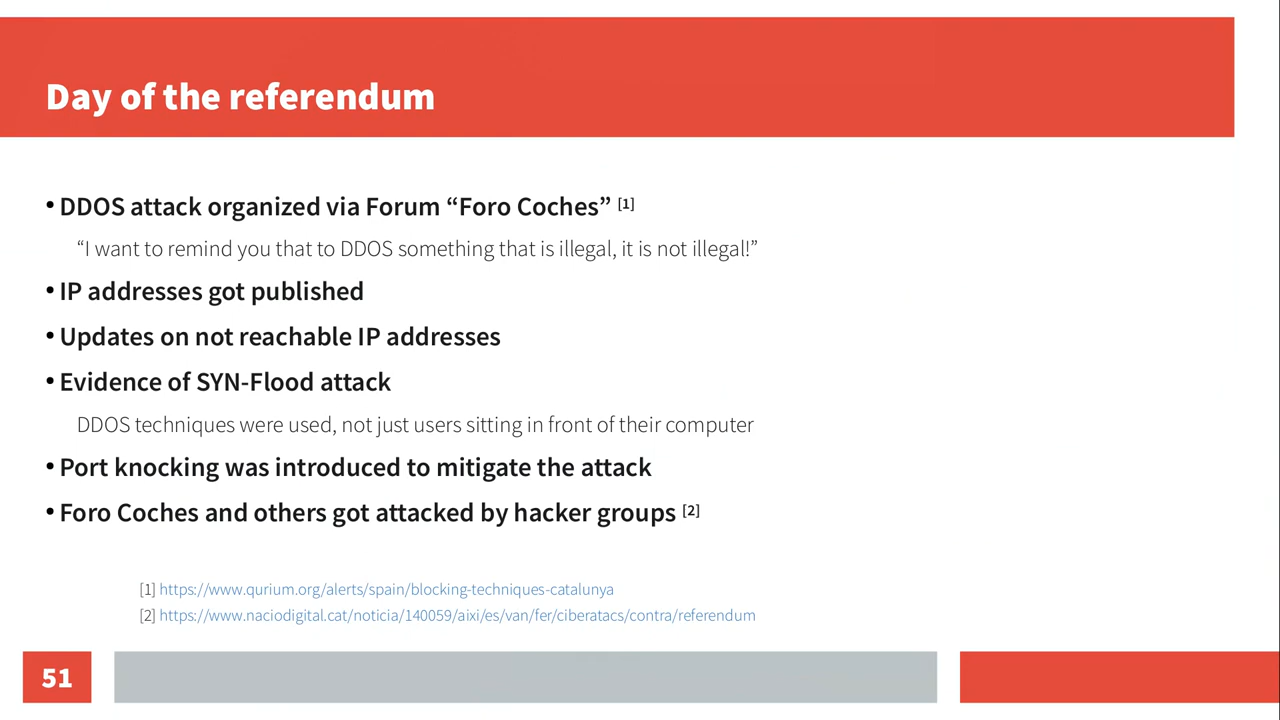 Day of the referendum
• DDOS attack organized via Forum “Foro Coches” [1]
“I want to remind you that to DDOS something that is illegal, it is not illegal!”
• IP addresses got published
• Updates on not reachable IP addresses
• Evidence of SYN-Flood attack
DDOS techniques were used, not just users sitting in front of their computer
• Port knocking was introduced to mitigate the attack
• Foro Coches and others got attacked by hacker groups [2]
[1] https://www.qurium.org/alerts/spain/blocking-techniques-catalunya
[2] https://www.naciodigital.cat/noticia/140059/aixi/es/van/fer/ciberatacs/contra/referendum
51